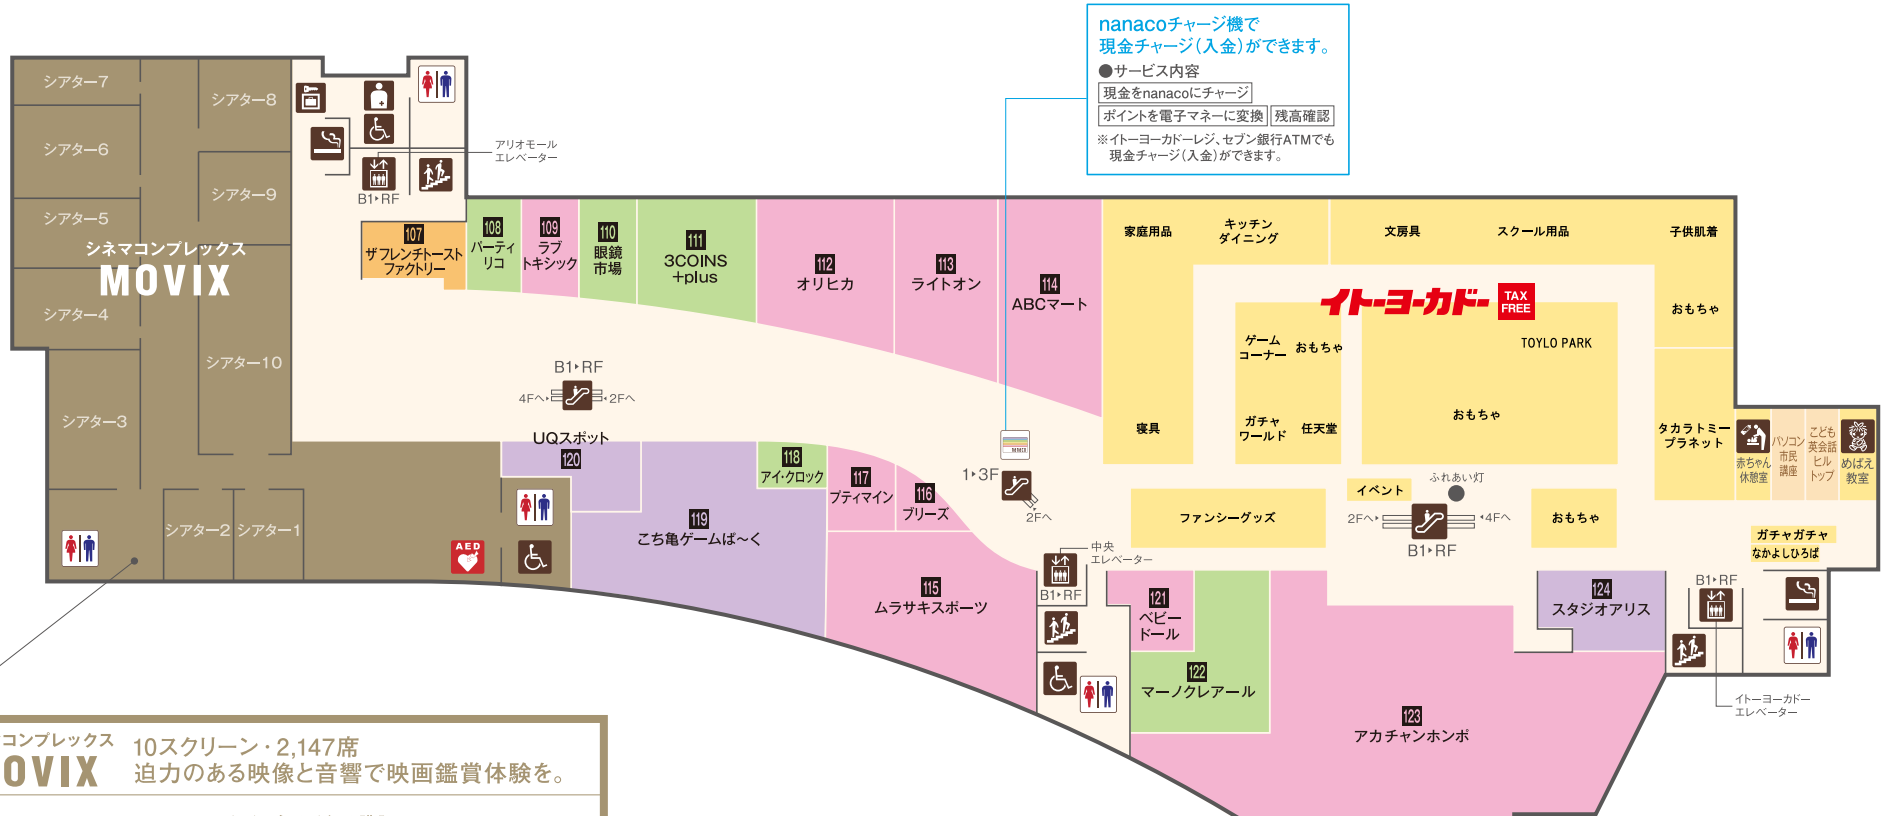 nanacoチャージ機で
現金チャージ(入金)ができます。
●サービス内容
現金をnanacoにチャージ
ポイントを電子マネーに変換 残高確認
※イトーヨーカドーレジ、セブン銀行ATMでも
現金チャージ(入金)ができます。
シアター7
シアター8
シアター6
シアター9
シアター5
シネマコンプレックス
MOVIX
シアター4
シアター10
シアター3
シアター2
シアター1
アリオモール
エレベーター
B1▸RF
107
ザフレンチトースト
ファクトリー
108
パーティ
リコ
109
ラブ
トキシック
110
眼鏡
市場
111
3COINS
+plus
112
オリヒカ
113
ライトオン
114
ABCマート
B1▸RF
4Fへ
2Fへ
UQスポット
120
118
アイ・クロック
117
プティマイン
116
ブリーズ
119
こち亀ゲームぱ〜く
115
ムラサキスポーツ
AED
1▸3F
2Fへ
中央
エレベーター
B1▸RF
家庭用品
キッチン
ダイニング
文房具
スクール用品
子供肌着
イトーヨーカドー
TAX
FREE
おもちゃ
ゲーム
コーナー
おもちゃ
TOYLO PARK
おもちゃ
寝具
ガチャ
ワールド
任天堂
タカラトミー
プラネット
赤ちゃん
休憩室
パソコン
市民
講座
こども
英会話
ヒル
トップ
めばえ
教室
ふれあい灯
イベント
ファンシーグッズ
2Fへ
4Fへ
B1▸RF
おもちゃ
ガチャガチャ
なかよしひろば
B1▸RF
121
ベビー
ドール
122
マーノクレアール
123
アカチャンホンポ
124
スタジオアリス
イトーヨーカドー
エレベーター
コンプレックス
OVIX
10スクリーン・2,147席
迫力のある映像と音響で映画鑑賞体験を。